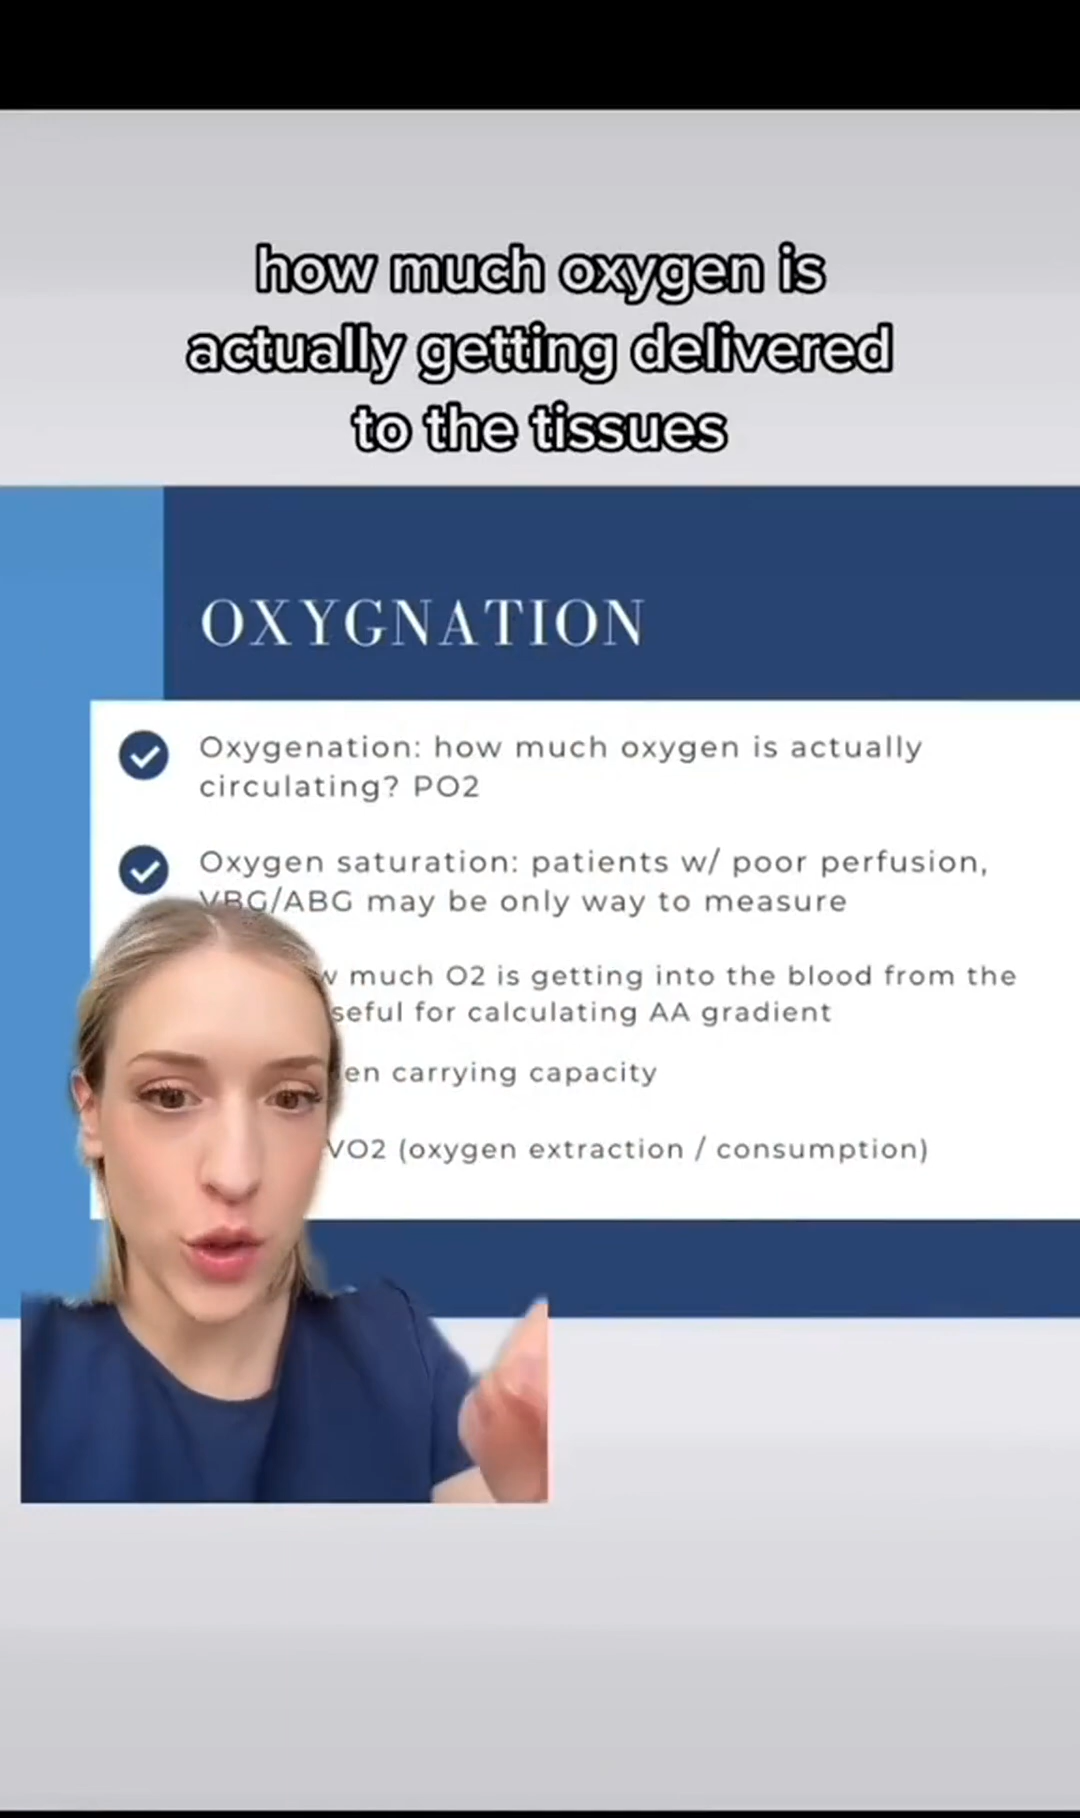 how much oxygen is
actually getting delivered
to the tissues
OXYGNATION
Oxygenation: how much oxygen is actually
circulating? PO2
Oxygen saturation: patients w/ poor perfusion,
VBG/ABG may be only way to measure
much O2 is getting into the blood from the
for calculating AA gradient
carrying capacity
VO2 (oxygen extraction / consumption)